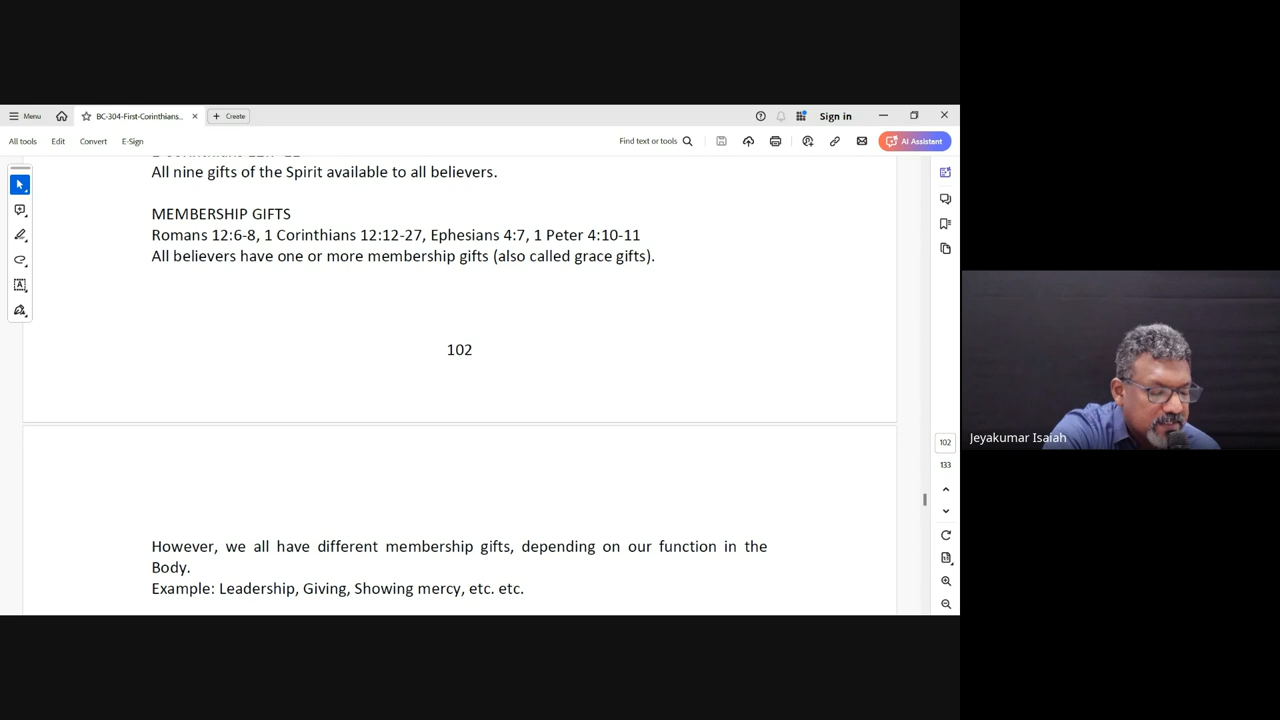 Menu
BC-304-First-Corinthians...
Create
Sign in
All tools Edit Convert E-Sign
Find text or tools
AI Assistant
All nine gifts of the Spirit available to all believers.
MEMBERSHIP GIFTS
Romans 12:6-8, 1 Corinthians 12:12-27, Ephesians 4:7, 1 Peter 4:10-11
All believers have one or more membership gifts (also called grace gifts).
102
However, we all have different membership gifts, depending on our function in the
Body.
Example: Leadership, Giving, Showing mercy, etc. etc.
102
133
Jeyakumar Isaiah